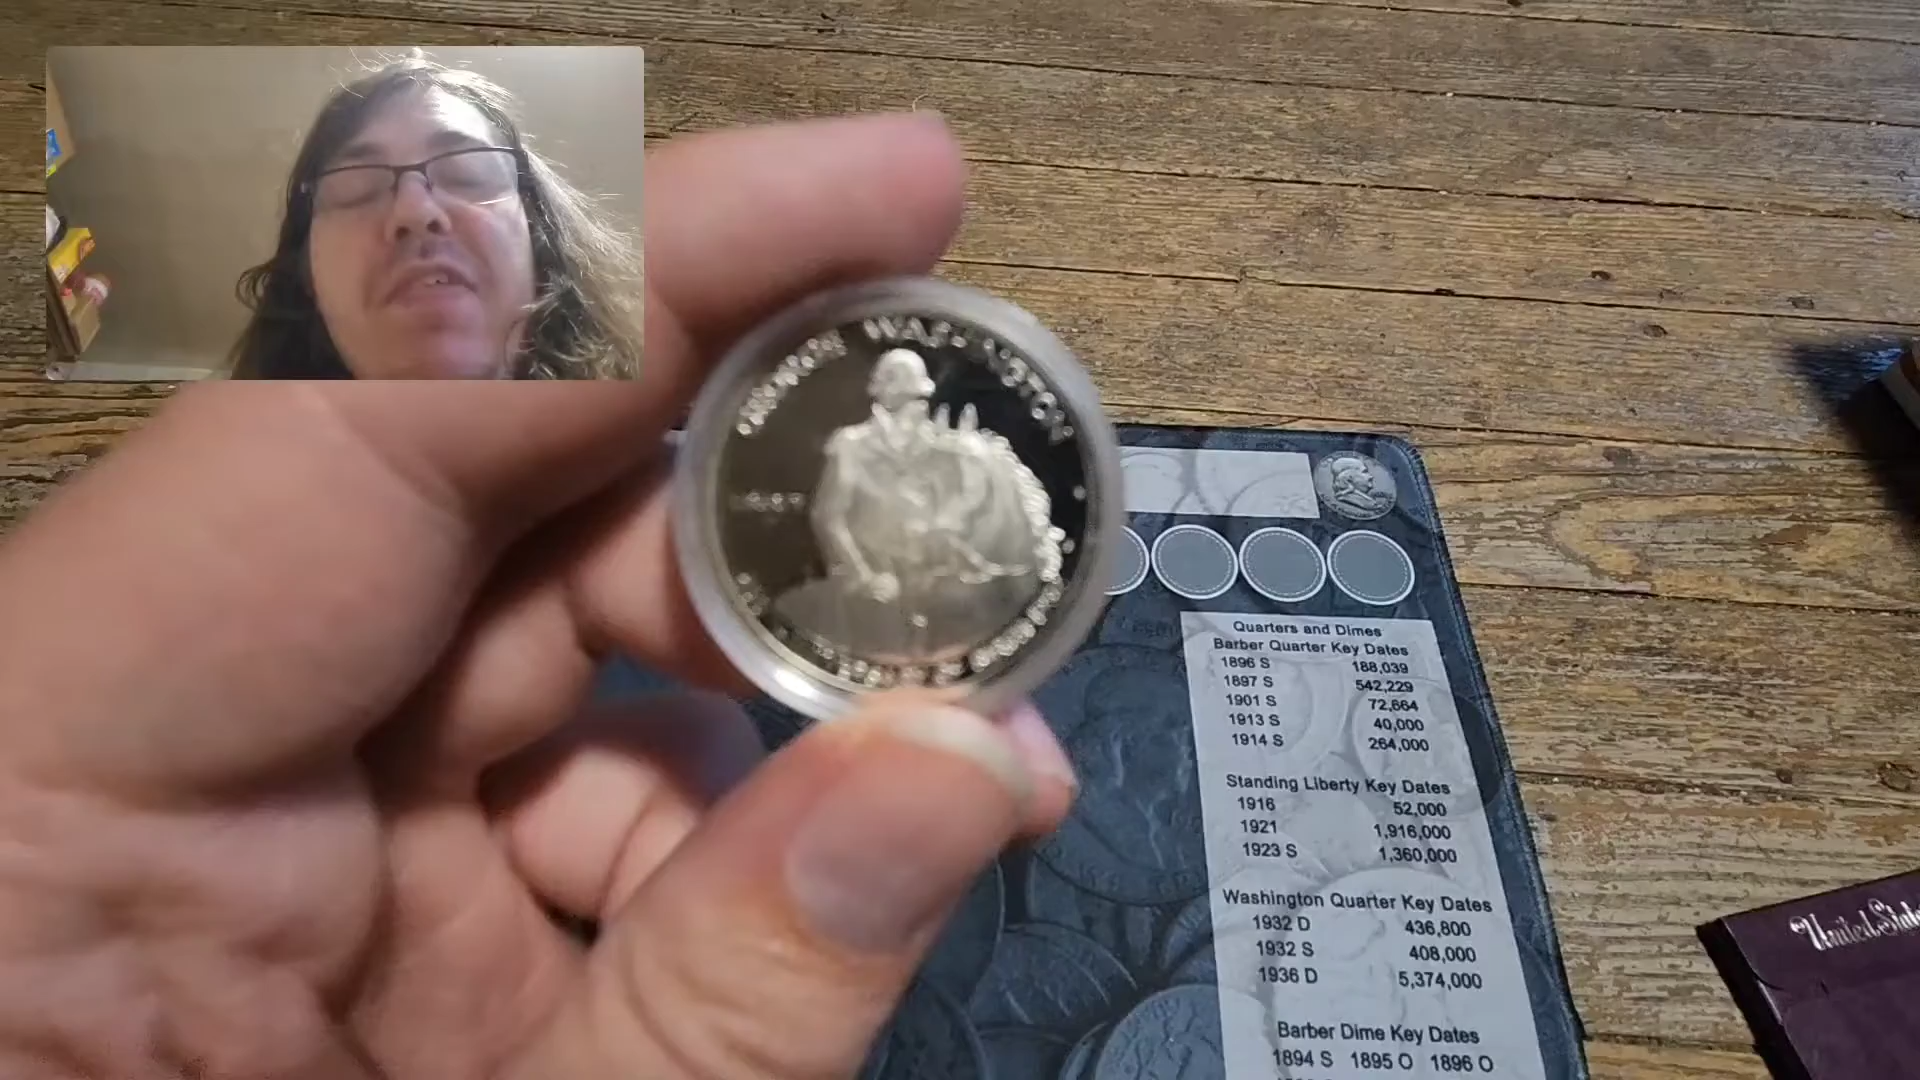 Quarters and Dimes
Barber Quarter Key Dates
1896 S 188,039
1897 S 542,229
1901 S 72,664
1913 S 40,000
1914 S 264,000
Standing Liberty Key Dates
1916 52,000
1921 1,916,000
1923 S 1,360,000
Washington Quarter Key Dates
1932 D 436,800
1932 S 408,000
1936 D 5,374,000
Barber Dime Key Dates
1894 S 1895 O 1896 O